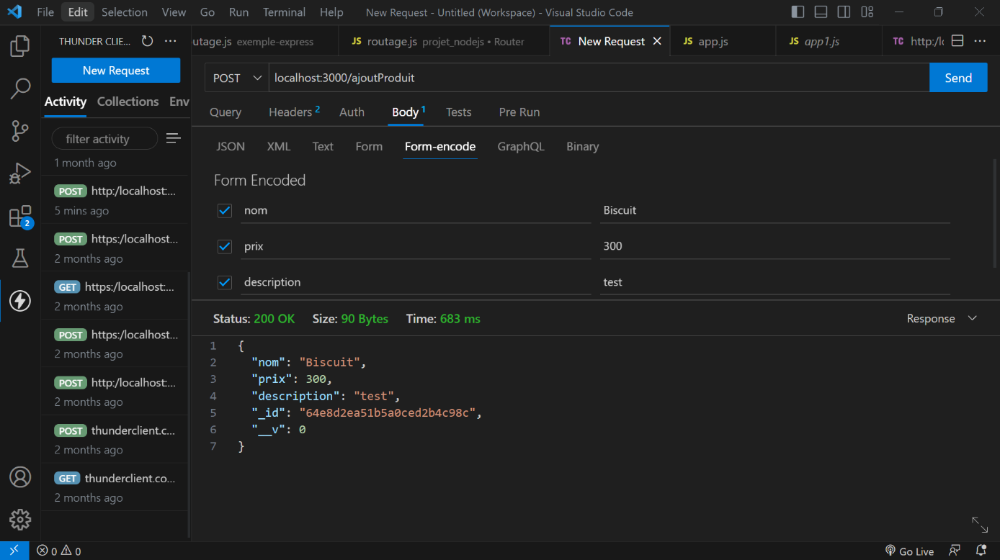 File Edit Selection View Go Run Terminal Help New Request - Untitled (Workspace) - Visual Studio Code
THUNDER CLIE... ...
utage.js exemple-express JS routage.js projet_nodejs • Router TC New Request JS app.js JS app1.js TC http:/lo ...
New Request
POST localhost:3000/ajoutProduit Send
Activity Collections Env
Query Headers 2 Auth Body 1 Tests Pre Run
filter activity
JSON XML Text Form Form-encode GraphQL Binary
1 month ago
Form Encoded
POST http:/localhost:...
5 mins ago
nom Biscuit
POST https:/localhost...
2 months ago
prix 300
GET https:/localhost:...
2 months ago
description test
2
Status: 200 OK Size: 90 Bytes Time: 683 ms Response
POST https:/localhost...
2 months ago
POST http:/localhost:...
2 months ago
POST thunderclient.c...
2 months ago
GET thunderclient.co...
2 months ago
1 {
2 "nom": "Biscuit",
3 "prix": 300,
4 "description": "test",
5 "_id": "64e8d2ea51b5a0ced2b4c98c",
6 "__v": 0
7 }
0 0 Go Live